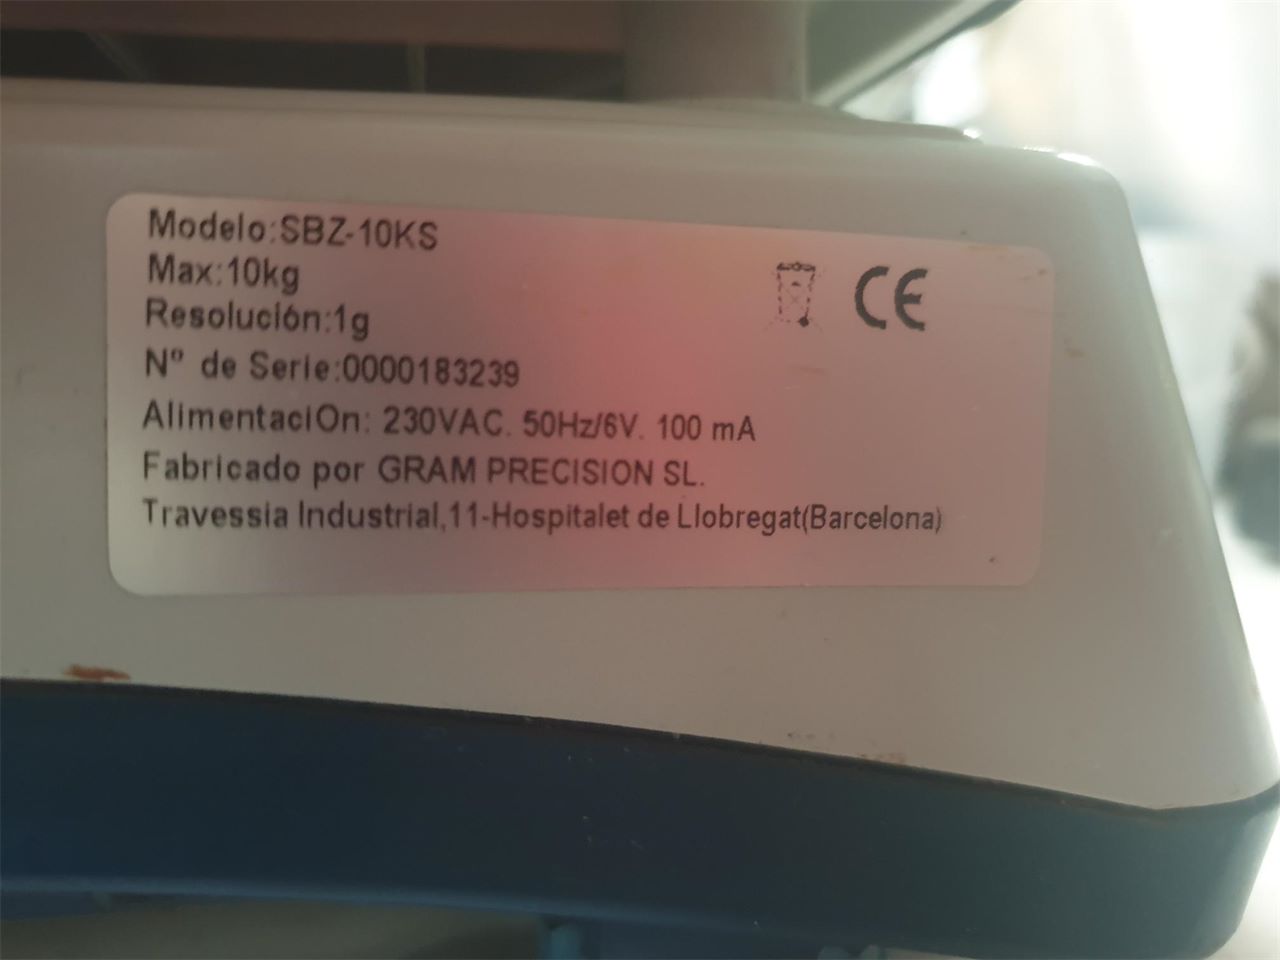 Modelo:SBZ-10KS
Max:10kg
Resolución:1g
Nº de Serie:0000183239
AlimentaciOn: 230VAC. 50Hz/6V. 100 mA
Fabricado por GRAM PRECISION SL.
Travessia Industrial,11-Hospitalet de Llobregat(Barcelona)
CE